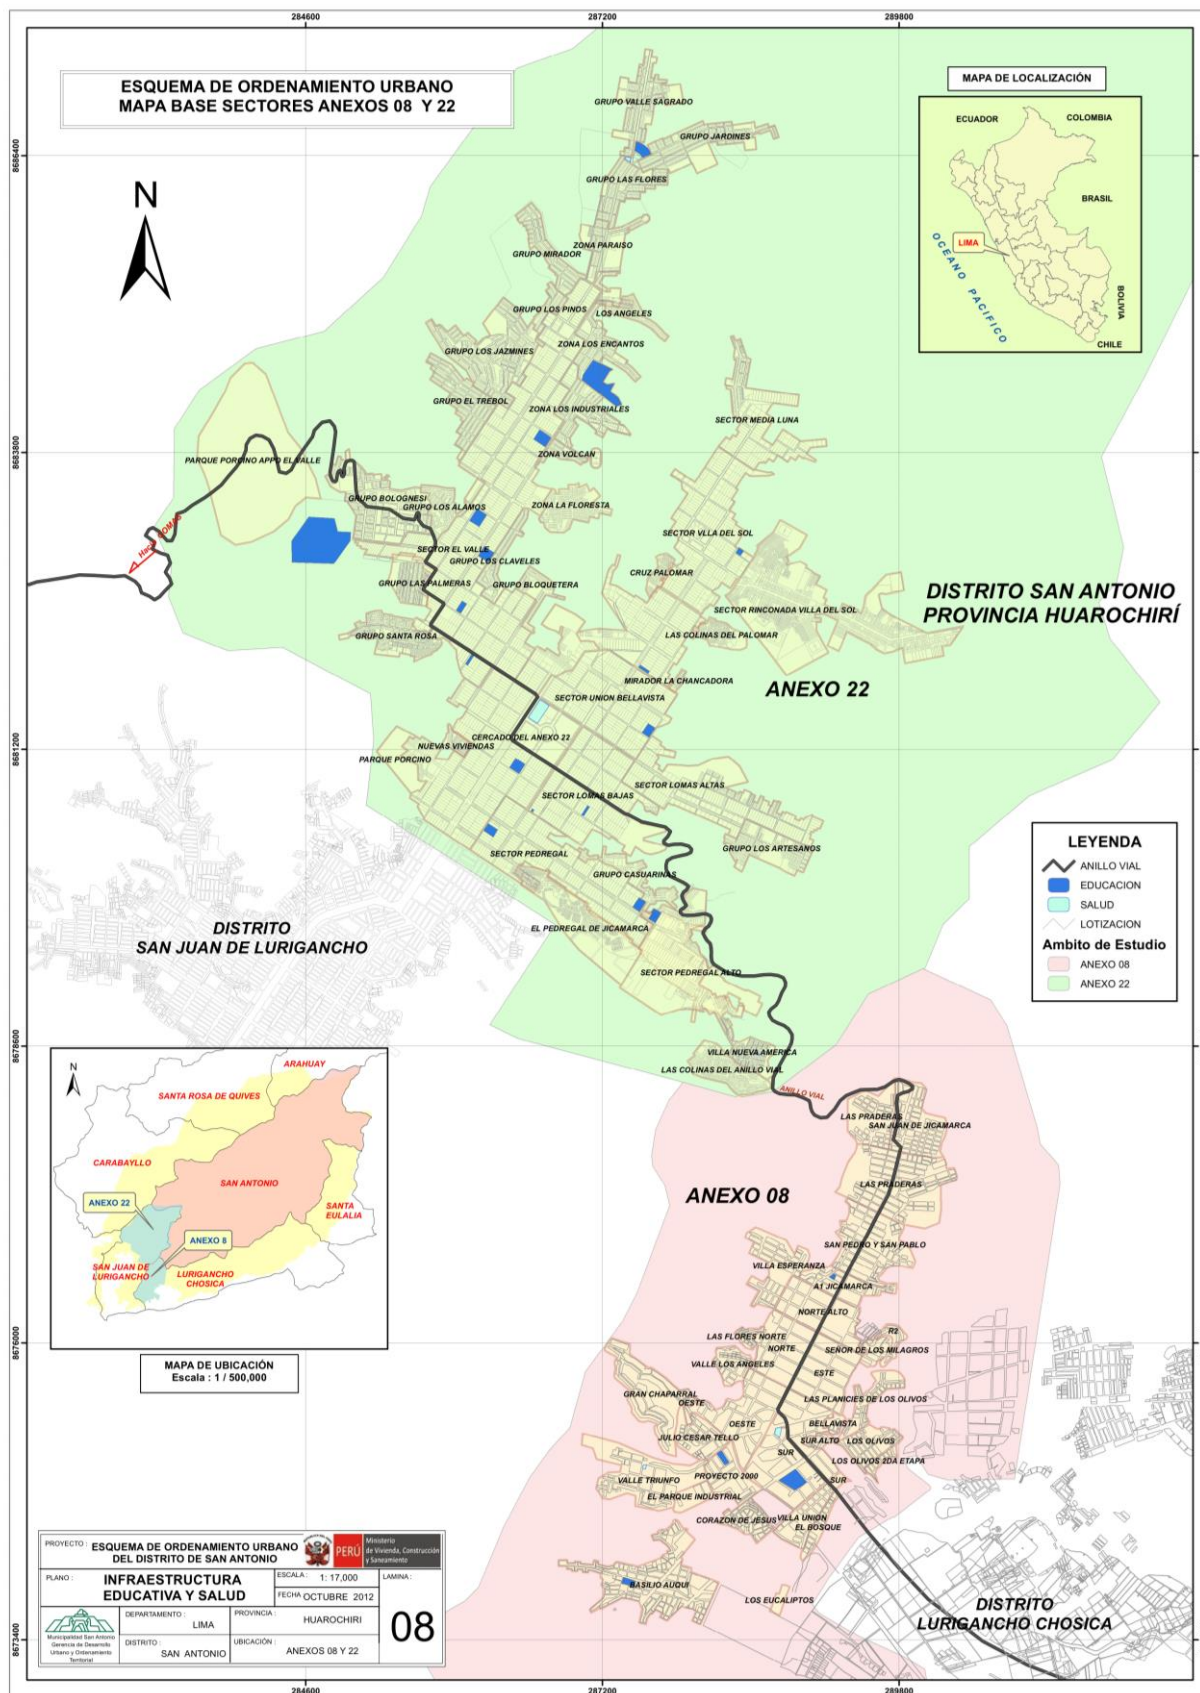 284600
287200
289800
ESQUEMA DE ORDENAMIENTO URBANO
MAPA BASE SECTORES ANEXOS 08 Y 22
N
MAPA DE LOCALIZACIÓN
ECUADOR
COLOMBIA
BRASIL
LIMA
OCEANO PACIFICO
BOLIVIA
CHILE
8686400
8683800
8681200
8678600
8676000
8673400
GRUPO VALLE SAGRADO
GRUPO JARDINES
GRUPO LAS FLORES
ZONA PARAISO
GRUPO MIRADOR
GRUPO LOS PINOS
LOS ANGELES
ZONA LOS ENCANTOS
GRUPO LOS JAZMINES
GRUPO EL TREBOL
ZONA LOS INDUSTRIALES
SECTOR MEDIA LUNA
ZONA VOLCAN
PARQUE PORCINO APPO EL VALLE
GRUPO BOLOGNESI
GRUPO LOS ALAMOS
ZONA LA FLORESTA
Hacia COMAS
SECTOR EL VALLE
GRUPO LOS CLAVELES
SECTOR VLLA DEL SOL
GRUPO LAS PALMERAS
GRUPO BLOQUETERA
CRUZ PALOMAR
SECTOR RINCONADA VILLA DEL SOL
DISTRITO SAN ANTONIO
PROVINCIA HUAROCHIRÍ
GRUPO SANTA ROSA
LAS COLINAS DEL PALOMAR
MIRADOR LA CHANCADORA
ANEXO 22
SECTOR UNION BELLAVISTA
CERCADO DEL ANEXO 22
NUEVAS VIVIENDAS
PARQUE PORCINO
SECTOR LOMAS ALTAS
SECTOR LOMAS BAJAS
GRUPO LOS ARTESANOS
SECTOR PEDREGAL
GRUPO CASUARINAS
EL PEDREGAL DE JICAMARCA
SECTOR PEDREGAL ALTO
DISTRITO
SAN JUAN DE LURIGANCHO
LEYENDA
ANILLO VIAL
EDUCACION
SALUD
LOTIZACION
Ambito de Estudio
ANEXO 08
ANEXO 22
VILLA NUEVA AMERICA
LAS COLINAS DEL ANILLO VIAL
ANILLO VIAL
LAS PRADERAS
SAN JUAN DE JICAMARCA
LAS PRADERAS
ANEXO 08
SAN PEDRO Y SAN PABLO
VILLA ESPERANZA
A1 JICAMARCA
NORTE ALTO
LAS FLORES NORTE
R2
NORTE
SEÑOR DE LOS MILAGROS
VALLE LOS ANGELES
ESTE
GRAN CHAPARRAL
OESTE
LAS PLANICIES DE LOS OLIVOS
OESTE
BELLAVISTA
JULIO CESAR TELLO
SUR ALTO
LOS OLIVOS
SUR
LOS OLIVOS 2DA ETAPA
VALLE TRIUNFO
PROYECTO 2000
SUR
EL PARQUE INDUSTRIAL
CORAZON DE JESUS
VILLA UNIÓN
EL BOSQUE
BASILIO AUQUI
LOS EUCALIPTOS
DISTRITO
LURIGANCHO CHOSICA
N
ARAHUAY
SANTA ROSA DE QUIVES
CARABAYLLO
SAN ANTONIO
ANEXO 22
SANTA
EULALIA
ANEXO 8
SAN JUAN DE
LURIGANCHO
LURIGANCHO
CHOSICA
MAPA DE UBICACIÓN
Escala : 1 / 500,000
PROYECTO :
ESQUEMA DE ORDENAMIENTO URBANO
DEL DISTRITO DE SAN ANTONIO
PERÚ
Ministerio
de Vivienda, Construcción
y Saneamiento
PLANO :
INFRAESTRUCTURA
EDUCATIVA Y SALUD
ESCALA : 1: 17,000
FECHA OCTUBRE 2012
LAMINA :
08
Municipalidad San Antonio
Gerencia de Desarrollo
Urbano y Ordenamiento
Territorial
DEPARTAMENTO :
LIMA
PROVINCIA :
HUAROCHIRI
DISTRITO :
SAN ANTONIO
UBICACIÓN :
ANEXOS 08 Y 22
284600
287200
289800